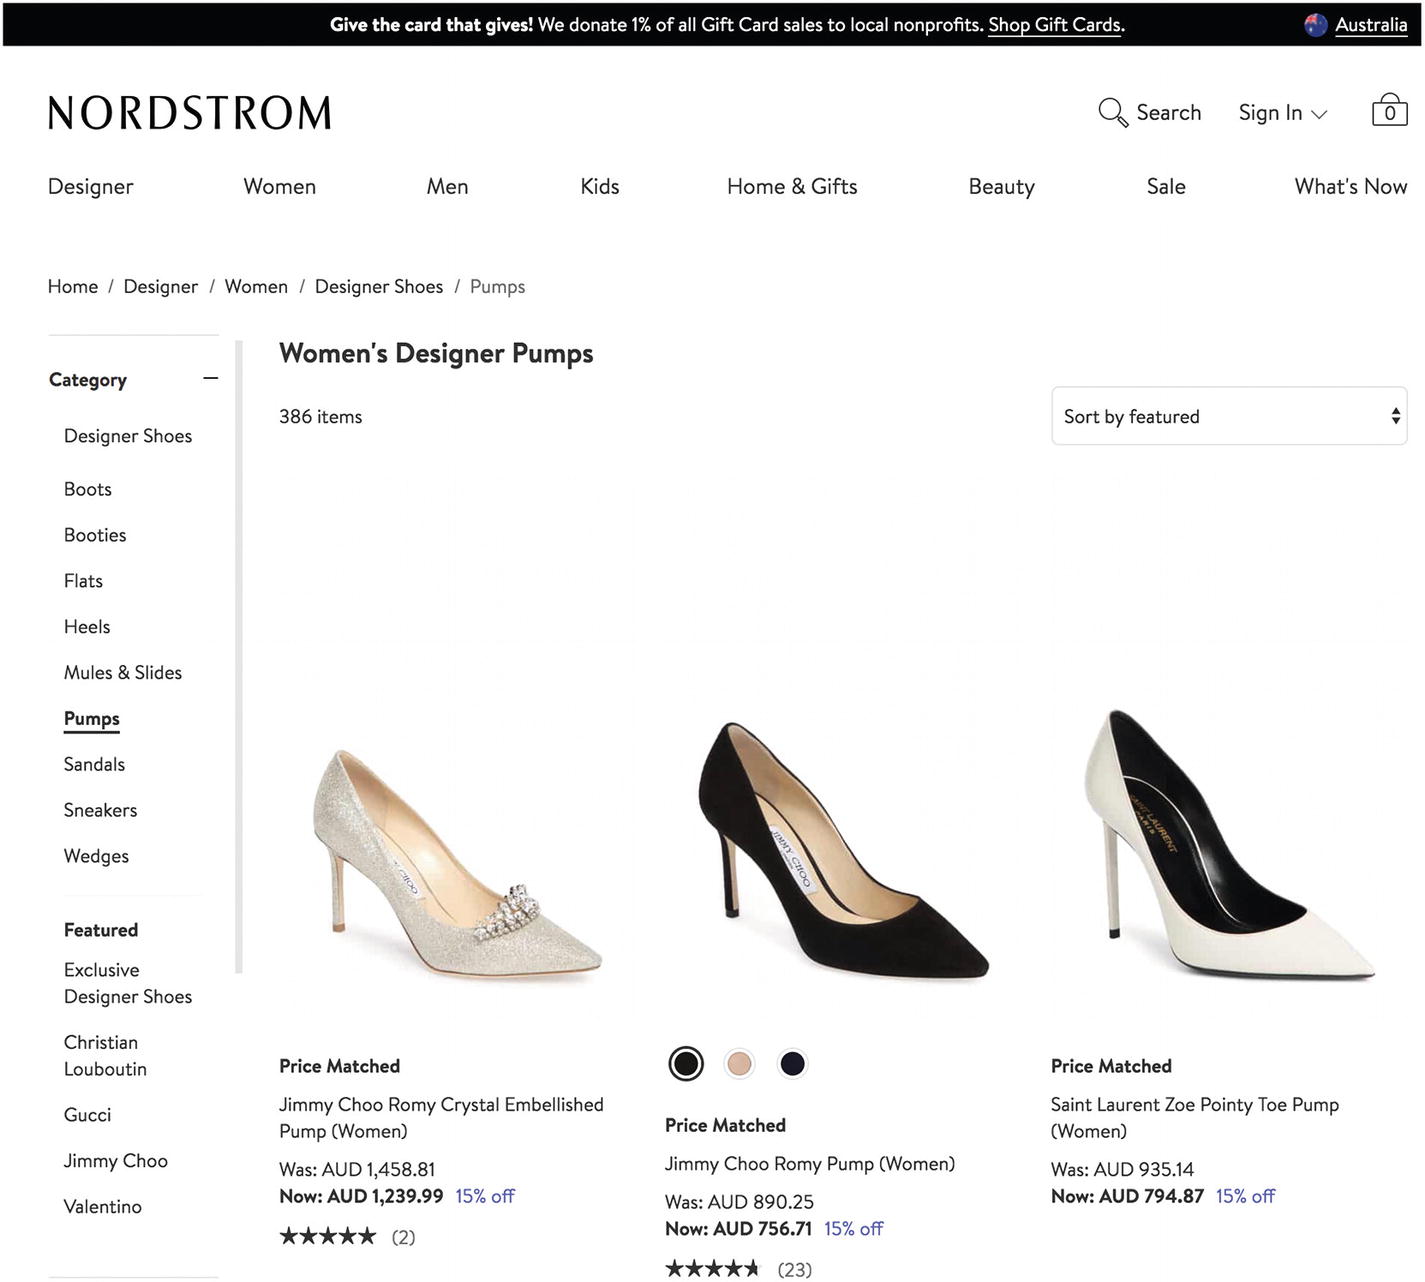 Give the card that gives! We donate 1% of all Gift Card sales to local nonprofits. Shop Gift Cards.
Australia
NORDSTROM
Search
Sign In
0
Designer
Women
Men
Kids
Home & Gifts
Beauty
Sale
What's Now
Home / Designer / Women / Designer Shoes / Pumps
Category
Designer Shoes
Boots
Booties
Flats
Heels
Mules & Slides
Pumps
Sandals
Sneakers
Wedges
Featured
Exclusive
Designer Shoes
Christian
Louboutin
Gucci
Jimmy Choo
Valentino
Women's Designer Pumps
386 items
Sort by featured
CHOO
JIMMY CHOO
SAINT LAURENT
PARIS
Price Matched
Jimmy Choo Romy Crystal Embellished
Pump (Women)
Was: AUD 1,458.81
Now: AUD 1,239.99 15% off
(2)
Price Matched
Jimmy Choo Romy Pump (Women)
Was: AUD 890.25
Now: AUD 756.71 15% off
(23)
Price Matched
Saint Laurent Zoe Pointy Toe Pump
(Women)
Was: AUD 935.14
Now: AUD 794.87 15% off